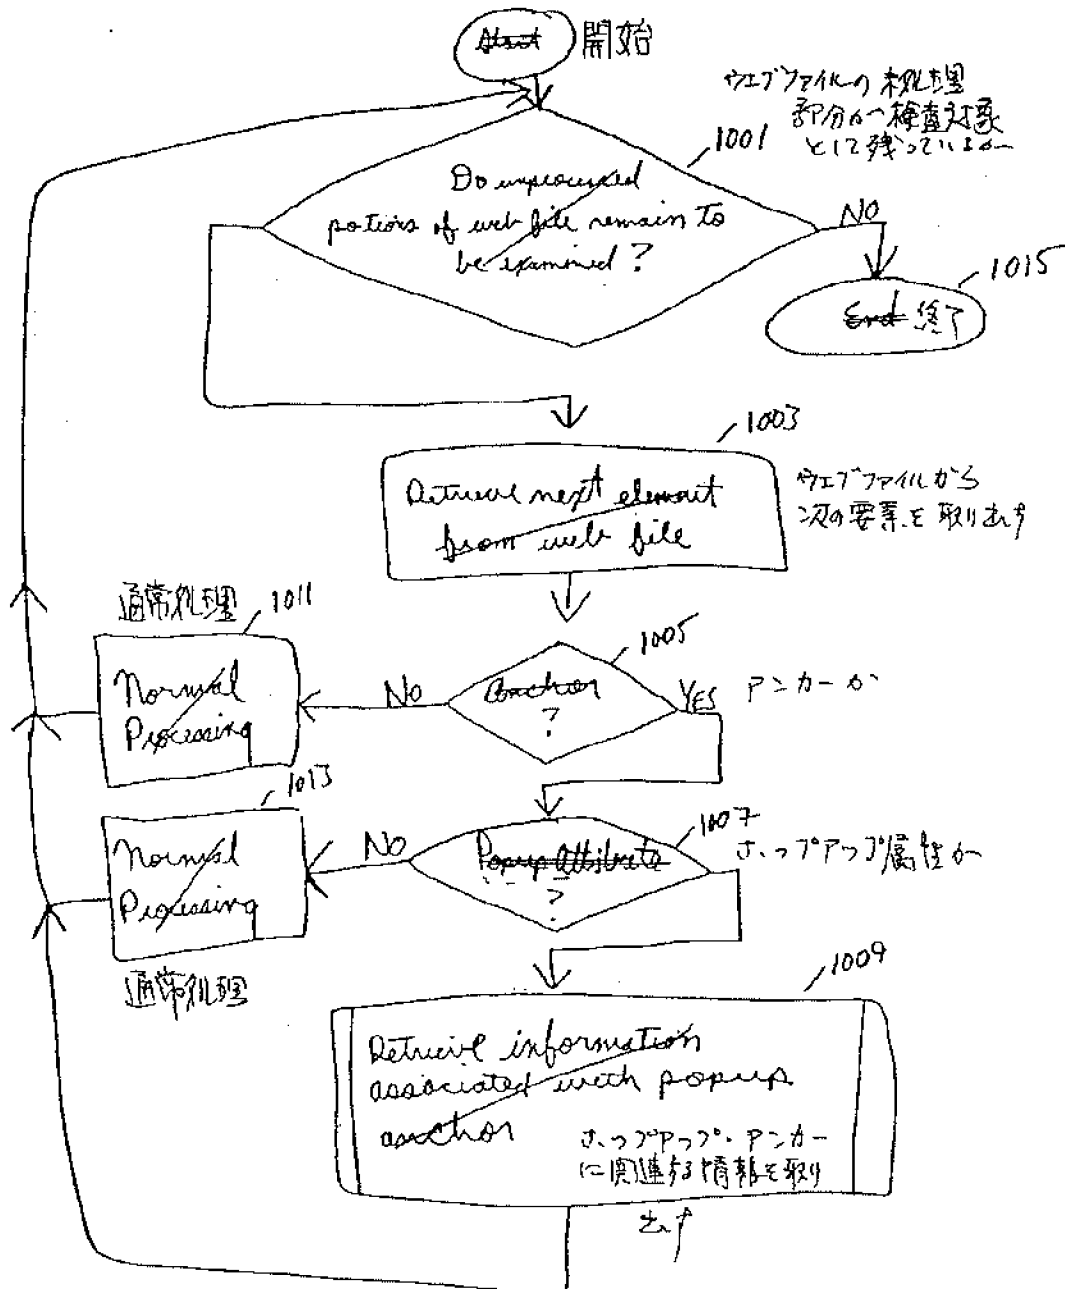 Start 開始
ウェブファイルの未処理
部分が検査対象
として残っているか
1001
Do unprocessed
potions of web file remain to
be examined?
NO
1015
End 終了
1003
Retrieve next element
from web file
ウェブファイルから
次の要素を取り出す
通常処理
1011
Normal
Processing
NO
1005
Anchor
?
YES
アンカーか
1013
Normal
Processing
通常処理
NO
1007
Popup Attribute
?
ポップアップ属性か
1009
Retrieve information
associated with popup
anchor
ポップアップ・アンカー
に関連する情報を取り
出す